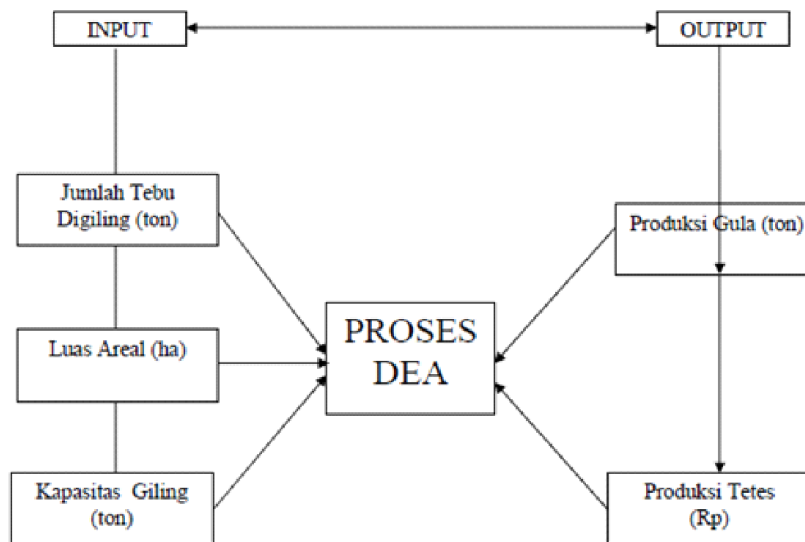 INPUT
OUTPUT
Jumlah Tebu
Digiling (ton)
Produksi Gula (ton)
PROSES
DEA
Luas Areal (ha)
Kapasitas Giling
(ton)
Produksi Tetes
(Rp)